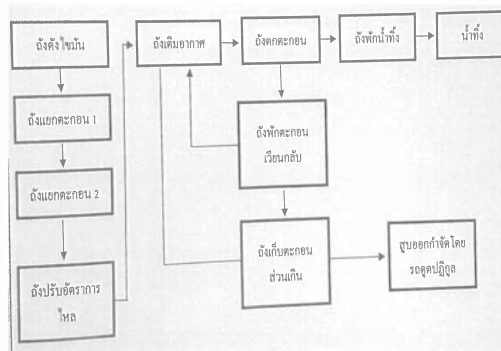 ถังดักไขมัน
ถังแยกตะกอน 1
ถังแยกตะกอน 2
ถังปรับอัตราการ
ไหล
ถังเติมอากาศ
ถังตกตะกอน
ถังพักน้ำทิ้ง
น้ำทิ้ง
ถังพักตะกอน
เวียนกลับ
ถังเก็บตะกอน
ส่วนเกิน
สูบออกกำจัดโดย
รถดูดปฏิกูล